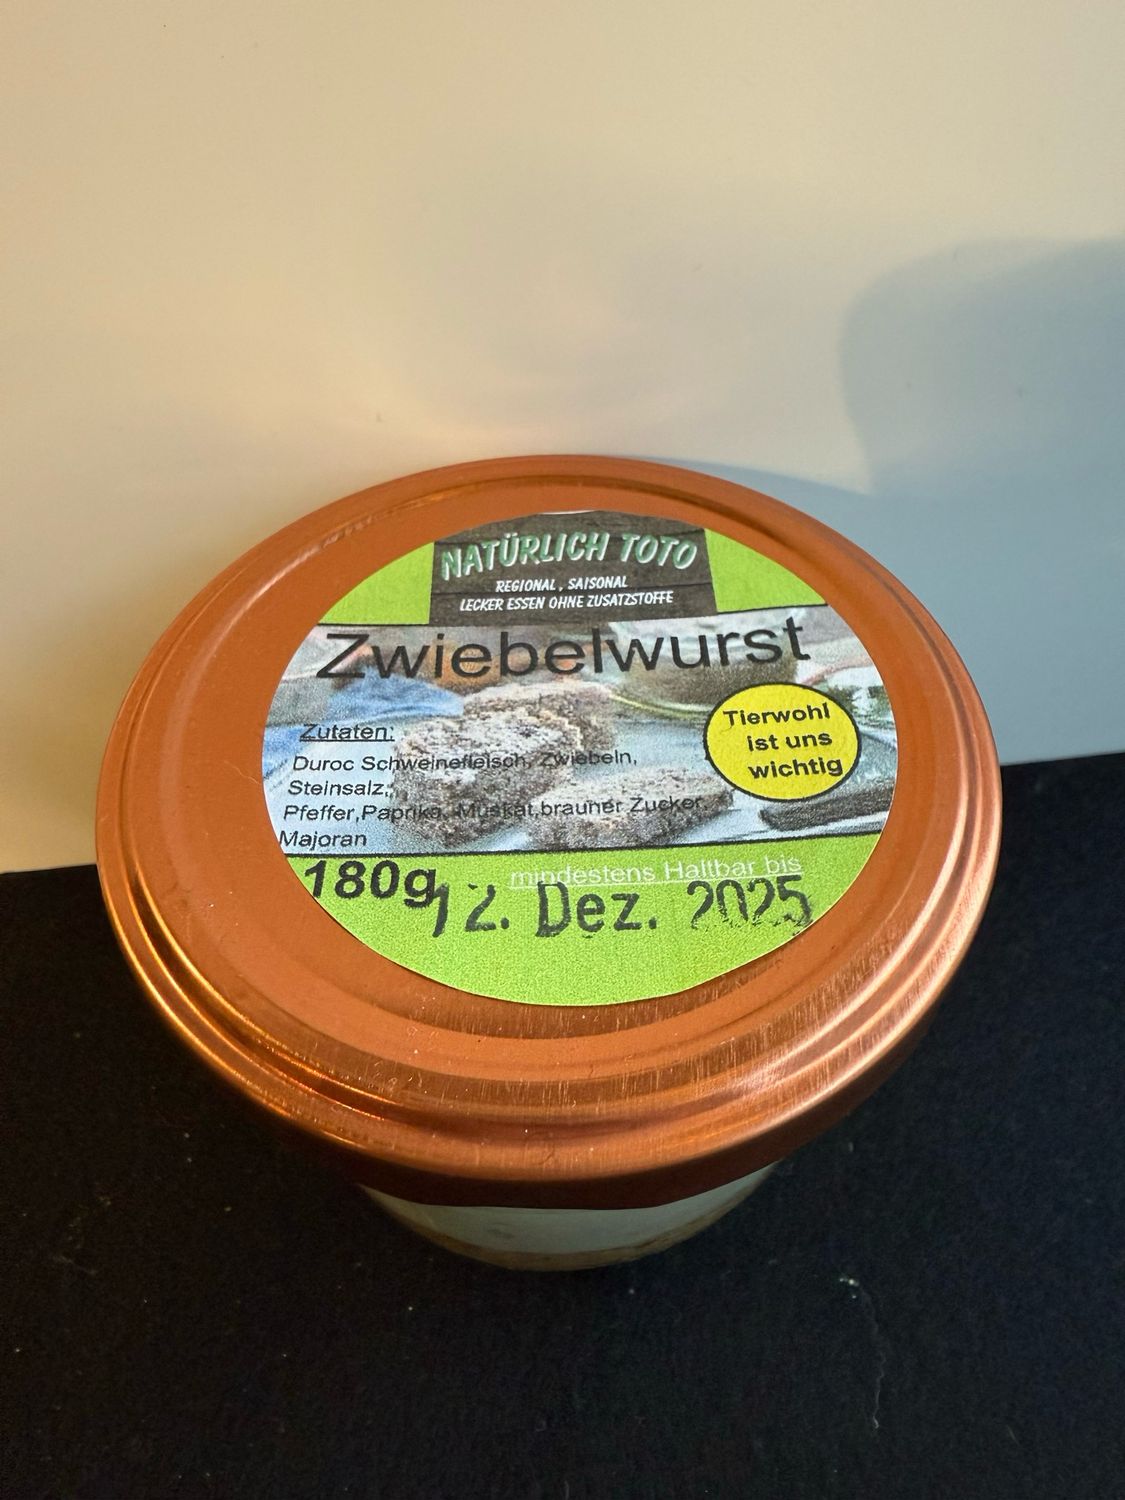 NATÜRLICH TOTO
REGIONAL, SAISONAL
LECKER ESSEN OHNE ZUSATZSTOFFE
Zwiebelwurst
Tierwohl
ist uns
wichtig
Zutaten:
Duroc Schweinefleisch, Zwiebeln,
Steinsalz,
Pfeffer,Paprika, Muskat,brauner Zucker,
Majoran
180g
mindestens Haltbar bis
12. Dez. 2025